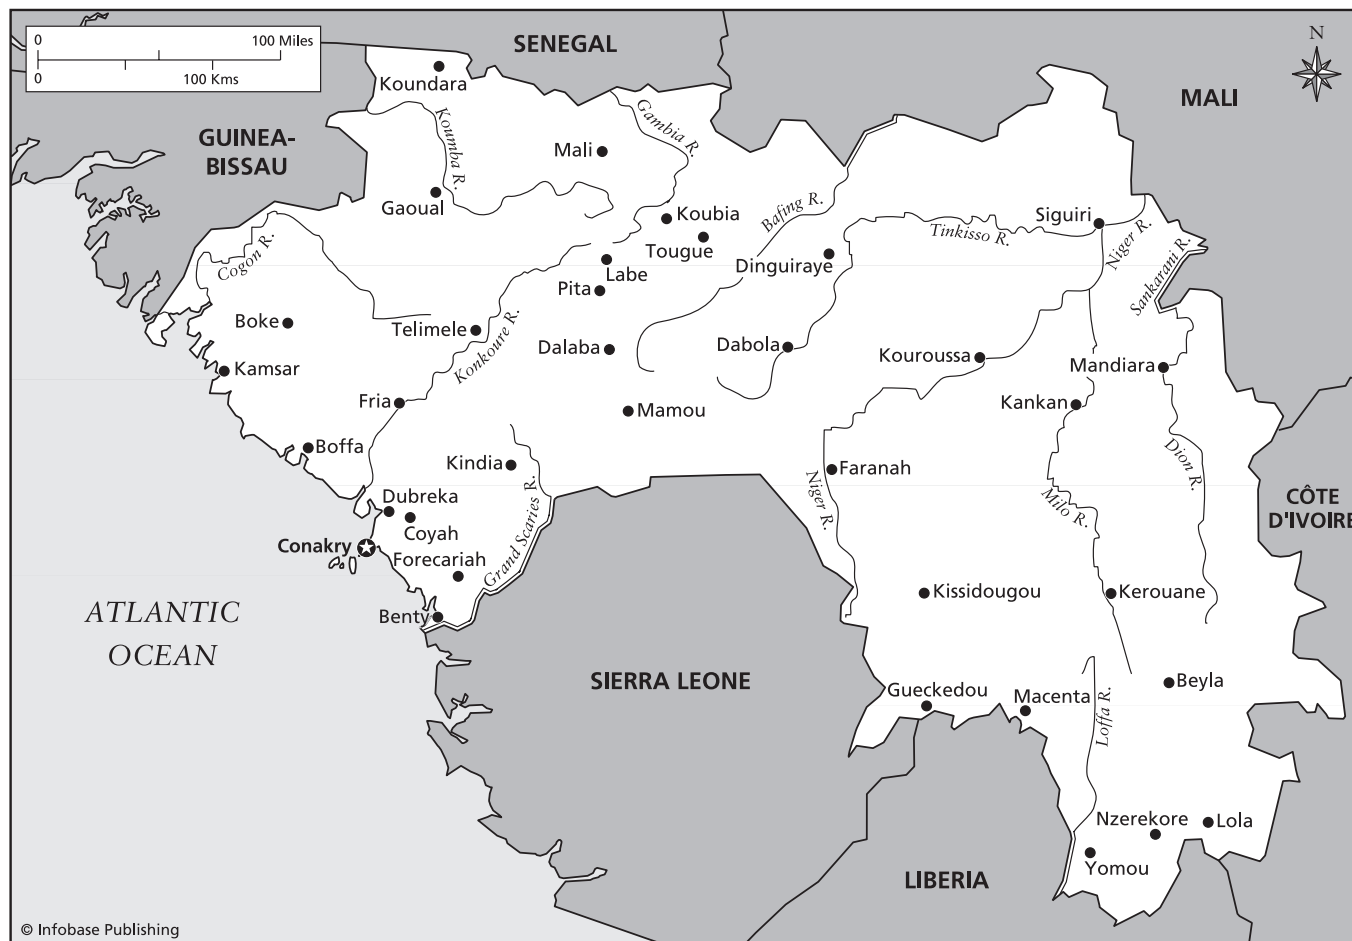 0
100 Miles
0
100 Kms
SENEGAL
N
MALI
GUINEA-
BISSAU
Koundara
Koumba R.
Gambia R.
Mali
Gaoual
Koubia
Tougue
Bafing R.
Siguiri
Tinkisso R.
Niger R.
Sankarani R.
Cogon R.
Labe
Dinguiraye
Pita
Boke
Telimele
Konkoure R.
Dalaba
Dabola
Kouroussa
Mandiara
Kamsar
Fria
Mamou
Kankan
Boffa
Kindia
Faranah
Dion R.
Niger R.
Milo R.
Grand Scaries R.
CÔTE
D'IVOIRE
Dubreka
Coyah
Conakry
Forecariah
Benty
Kissidougou
Kerouane
ATLANTIC
OCEAN
SIERRA LEONE
Gueckedou
Macenta
Beyla
Loffa R.
Nzerekore
Lola
Yomou
LIBERIA
© Infobase Publishing